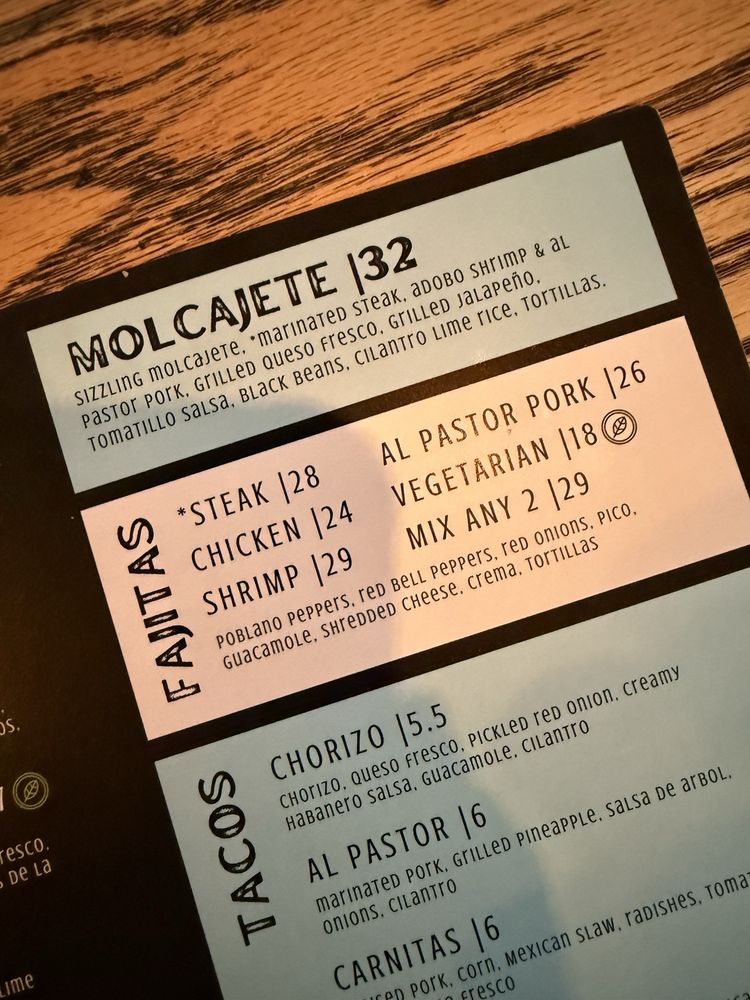 MOLCAJETE |32
SIZZLING MOLCAJETE, *MARINATED STEAK, ADOBO SHRIMP & AL
PASTOR PORK, GRILLED QUESO FRESCO, GRILLED JALAPEÑO,
TOMATILLO SALSA, BLACK BEANS, CILANTRO LIME RICE, TORTILLAS.
FAJITAS
*STEAK |28
CHICKEN |24
SHRIMP |29
AL PASTOR PORK |26
VEGETARIAN |18
MIX ANY 2 |29
POBLANO PEPPERS, RED BELL PEPPERS, RED ONIONS, PICO,
GUACAMOLE, SHREDDED CHEESE, CREMA, TORTILLAS
TACOS
CHORIZO |5.5
CHORIZO, QUESO FRESCO, PICKLED RED ONION, CREAMY
HABANERO SALSA, GUACAMOLE, CILANTRO
AL PASTOR |6
MARINATED PORK, GRILLED PINEAPPLE, SALSA DE ARBOL,
ONIONS, CILANTRO
CARNITAS |6
PORK, CORN, MEXICAN SLAW, RADISHES,
FRESCO
DE LA
LIME